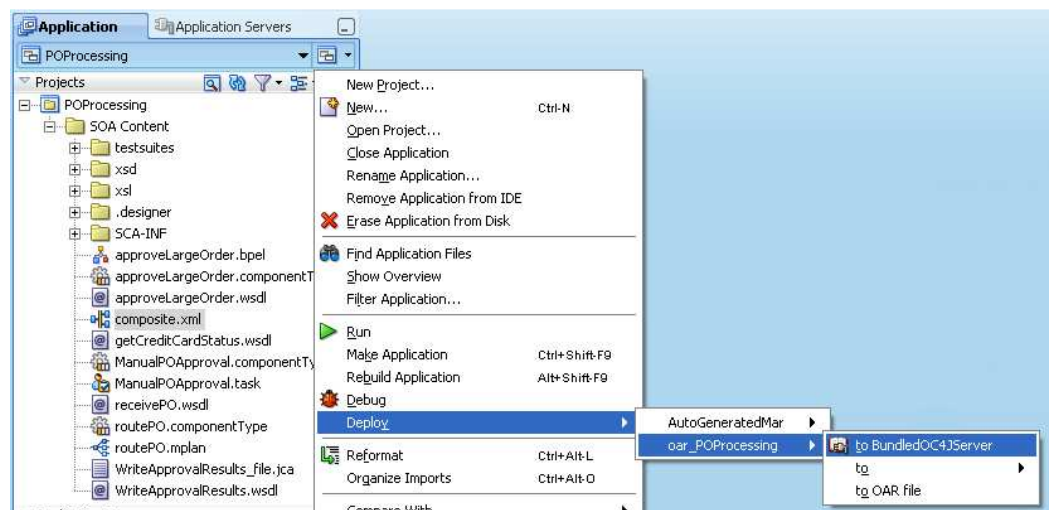 Application
Application Servers
POProcessing
Projects
POProcessing
SOA Content
testsuites
xsd
xsl
.designer
SCA-INF
approveLargeOrder.bpel
approveLargeOrder.componentT
approveLargeOrder.wsdl
composite.xml
getCreditCardStatus.wsdl
ManualPOApproval.componentTy
ManualPOApproval.task
receivePO.wsdl
routePO.componentType
routePO.mplan
WriteApprovalResults_file.jca
WriteApprovalResults.wsdl
New Project...
New... Ctrl-N
Open Project...
Close Application
Rename Application...
Remove Application from IDE
Erase Application from Disk
Find Application Files
Show Overview
Filter Application...
Run
Make Application Ctrl+Shift-F9
Rebuild Application Alt+Shift-F9
Debug
Deploy
Reformat Ctrl+Alt-L
Organize Imports Ctrl+Alt-O
Compare With
AutoGeneratedMar
oar_POProcessing
to BundledOC4JServer
to
to OAR file